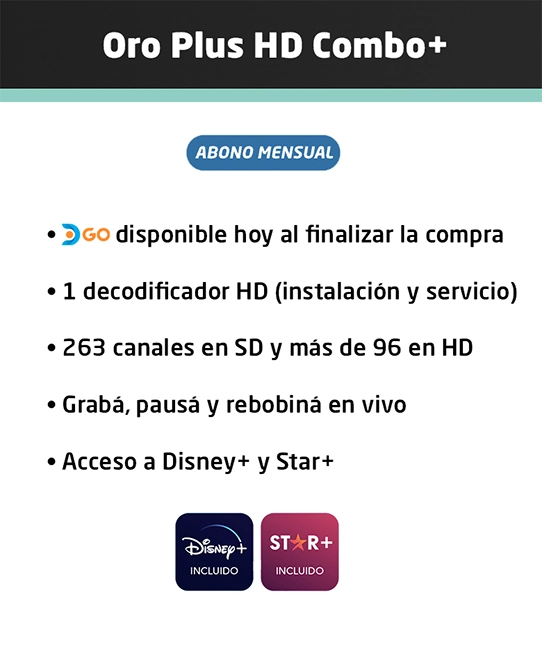 Oro Plus HD Combo+
ABONO MENSUAL
• DGO disponible hoy al finalizar la compra
• 1 decodificador HD (instalación y servicio)
• 263 canales en SD y más de 96 en HD
• Grabá, pausá y rebobiná en vivo
• Acceso a Disney+ y Star+
Disney+ STAR+
INCLUIDO INCLUIDO